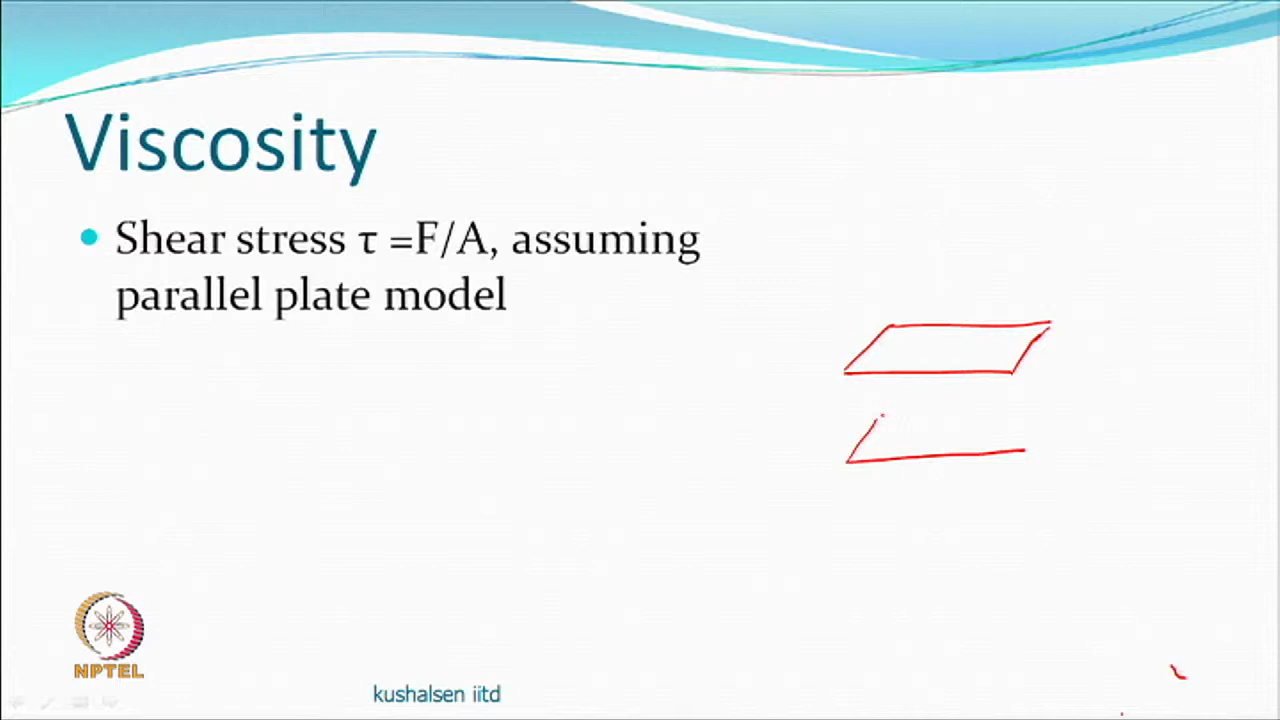 Viscosity
Shear stress τ =F/A, assuming
parallel plate model
NPTEL
kushalsen iitd